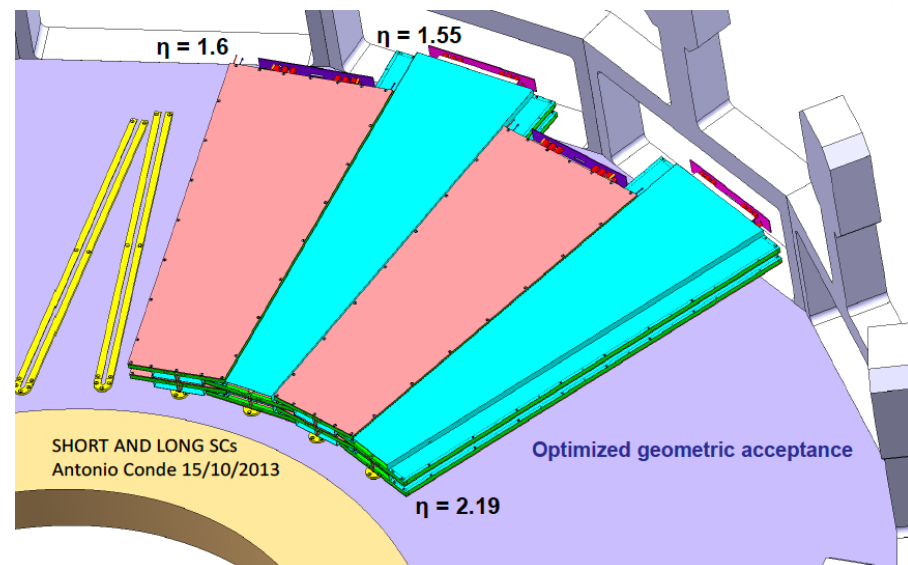 η = 1.6
η = 1.55
SHORT AND LONG SCs
Antonio Conde 15/10/2013
Optimized geometric acceptance
η = 2.19